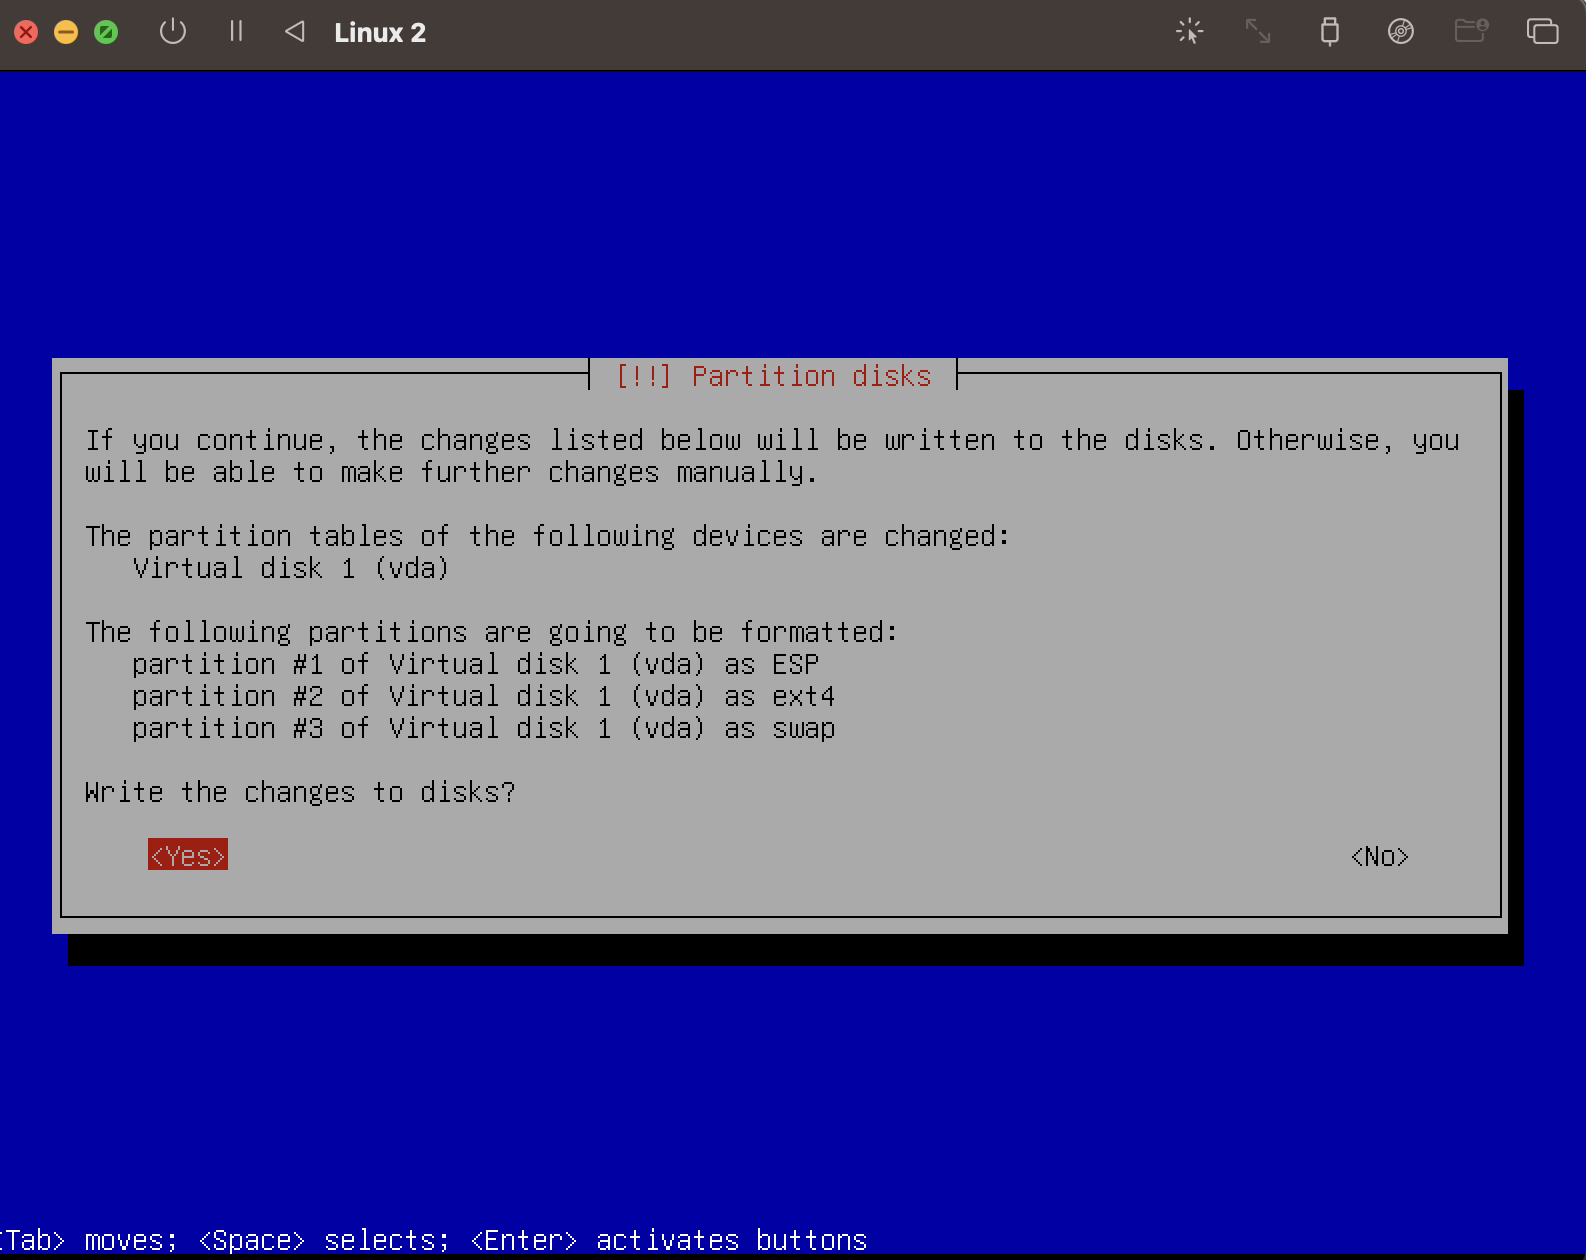 Linux 2
[!!] Partition disks
If you continue, the changes listed below will be written to the disks. Otherwise, you
will be able to make further changes manually.
The partition tables of the following devices are changed:
Virtual disk 1 (vda)
The following partitions are going to be formatted:
partition #1 of Virtual disk 1 (vda) as ESP
partition #2 of Virtual disk 1 (vda) as ext4
partition #3 of Virtual disk 1 (vda) as swap
Write the changes to disks?
<Yes> <No>
<Tab> moves; <Space> selects; <Enter> activates buttons